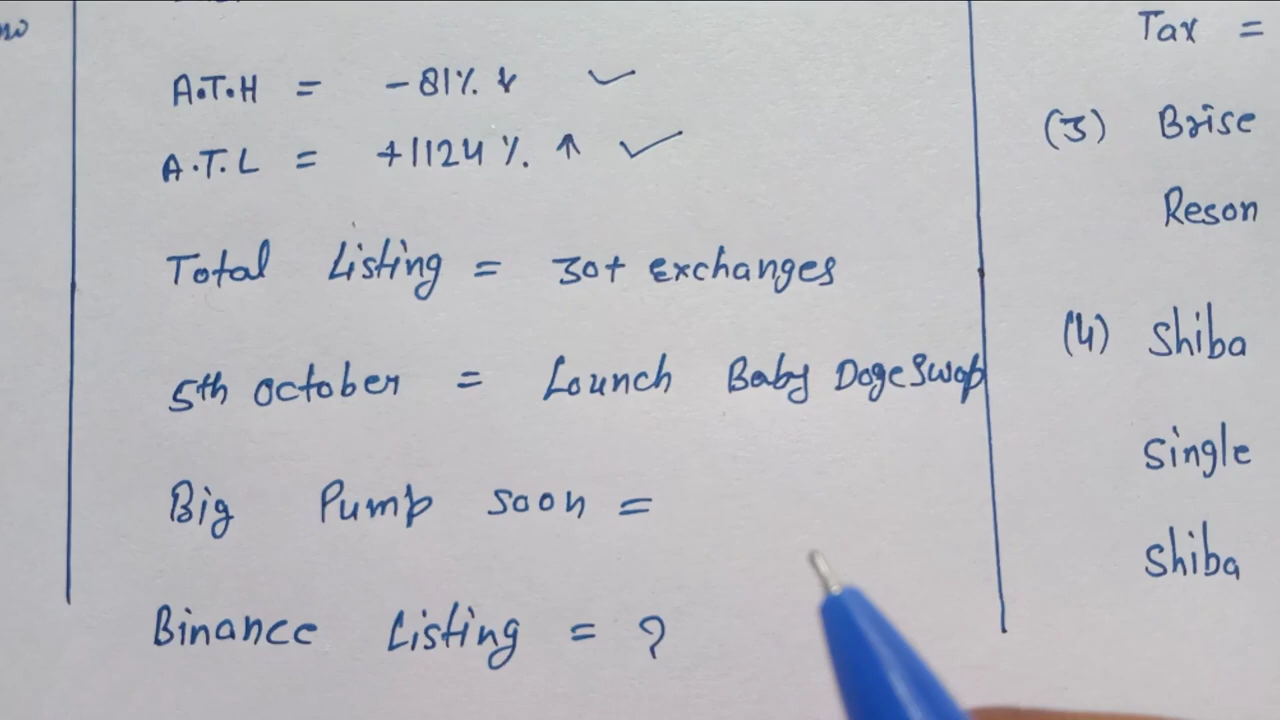 A.T.H = -81% ↓ ✓
A.T.L = +1124% ↑ ✓
Total Listing = 30+ exchanges
5th october = Lounch Baby DogeSwap
Big Pump soon =
Binance Listing = ?
Tax =
(3) Brise
Reson
(4) Shiba
Single
Shiba